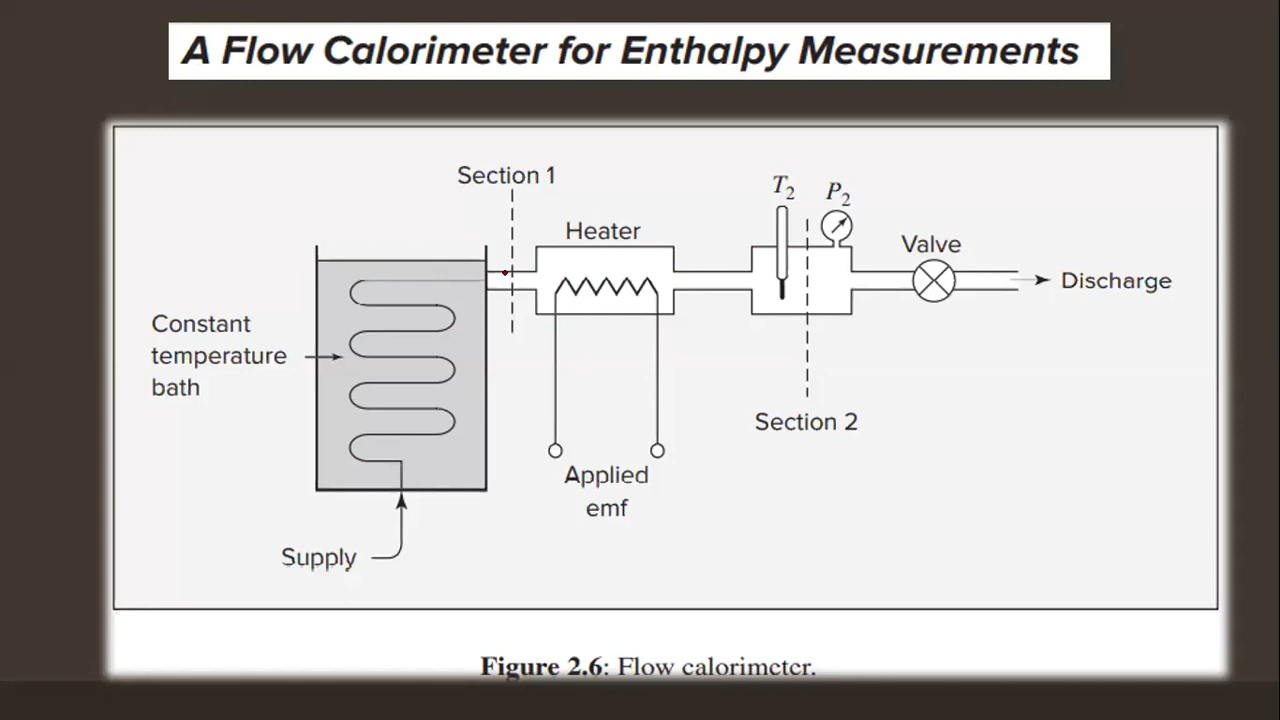 A Flow Calorimeter for Enthalpy Measurements
Section 1
T₂
P₂
Heater
Valve
Discharge
Constant
temperature
bath
Section 2
Applied
emf
Supply
Figure 2.6: Flow calorimeter.